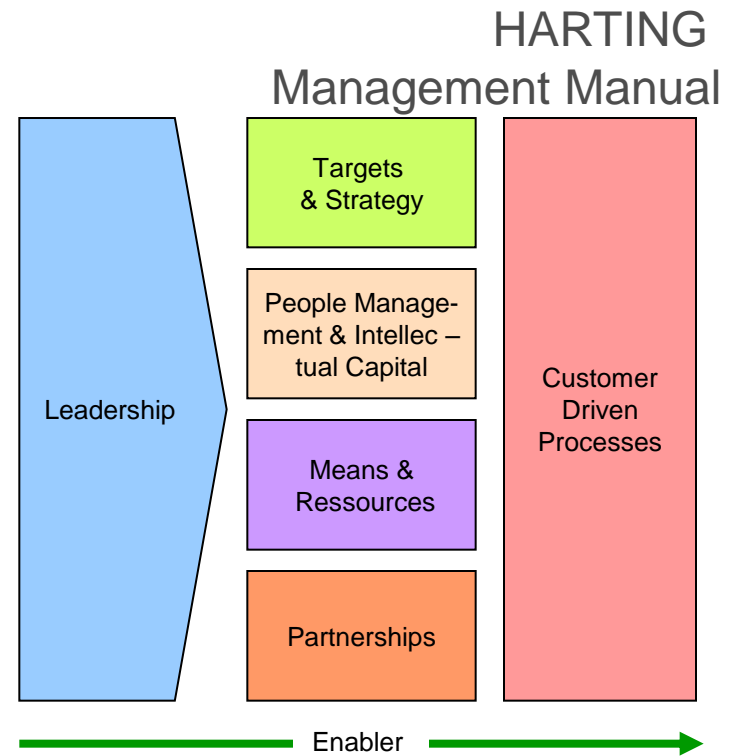 HARTING
Management Manual
Leadership
Targets
& Strategy
People Manage-
ment & Intellec –
tual Capital
Means &
Ressources
Partnerships
Customer
Driven
Processes
Enabler